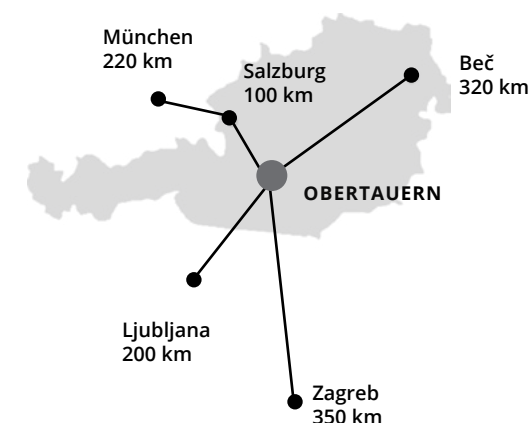 München
220 km
Salzburg
100 km
Beč
320 km
OBERTAUERN
Ljubljana
200 km
Zagreb
350 km